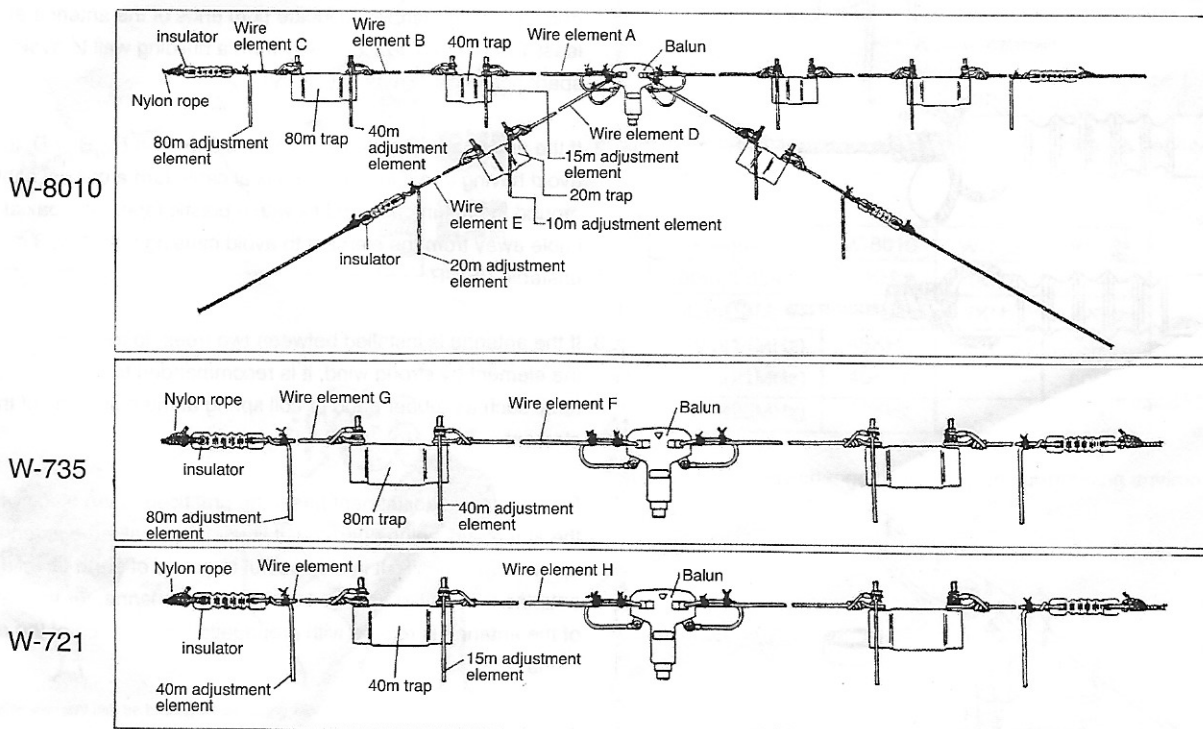 insulator
Wire
element C
Wire
element B
40m trap
Wire element A
Balun
Nylon rope
80m adjustment
element
80m trap
40m
adjustment
element
Wire element D
15m adjustment
element
20m trap
10m adjustment element
W-8010
Wire
element E
insulator
20m adjustment
element
Nylon rope
Wire element G
Wire element F
Balun
W-735
insulator
80m adjustment
element
80m trap
40m adjustment
element
Nylon rope
Wire element I
Wire element H
Balun
W-721
insulator
40m adjustment
element
40m trap
15m adjustment
element